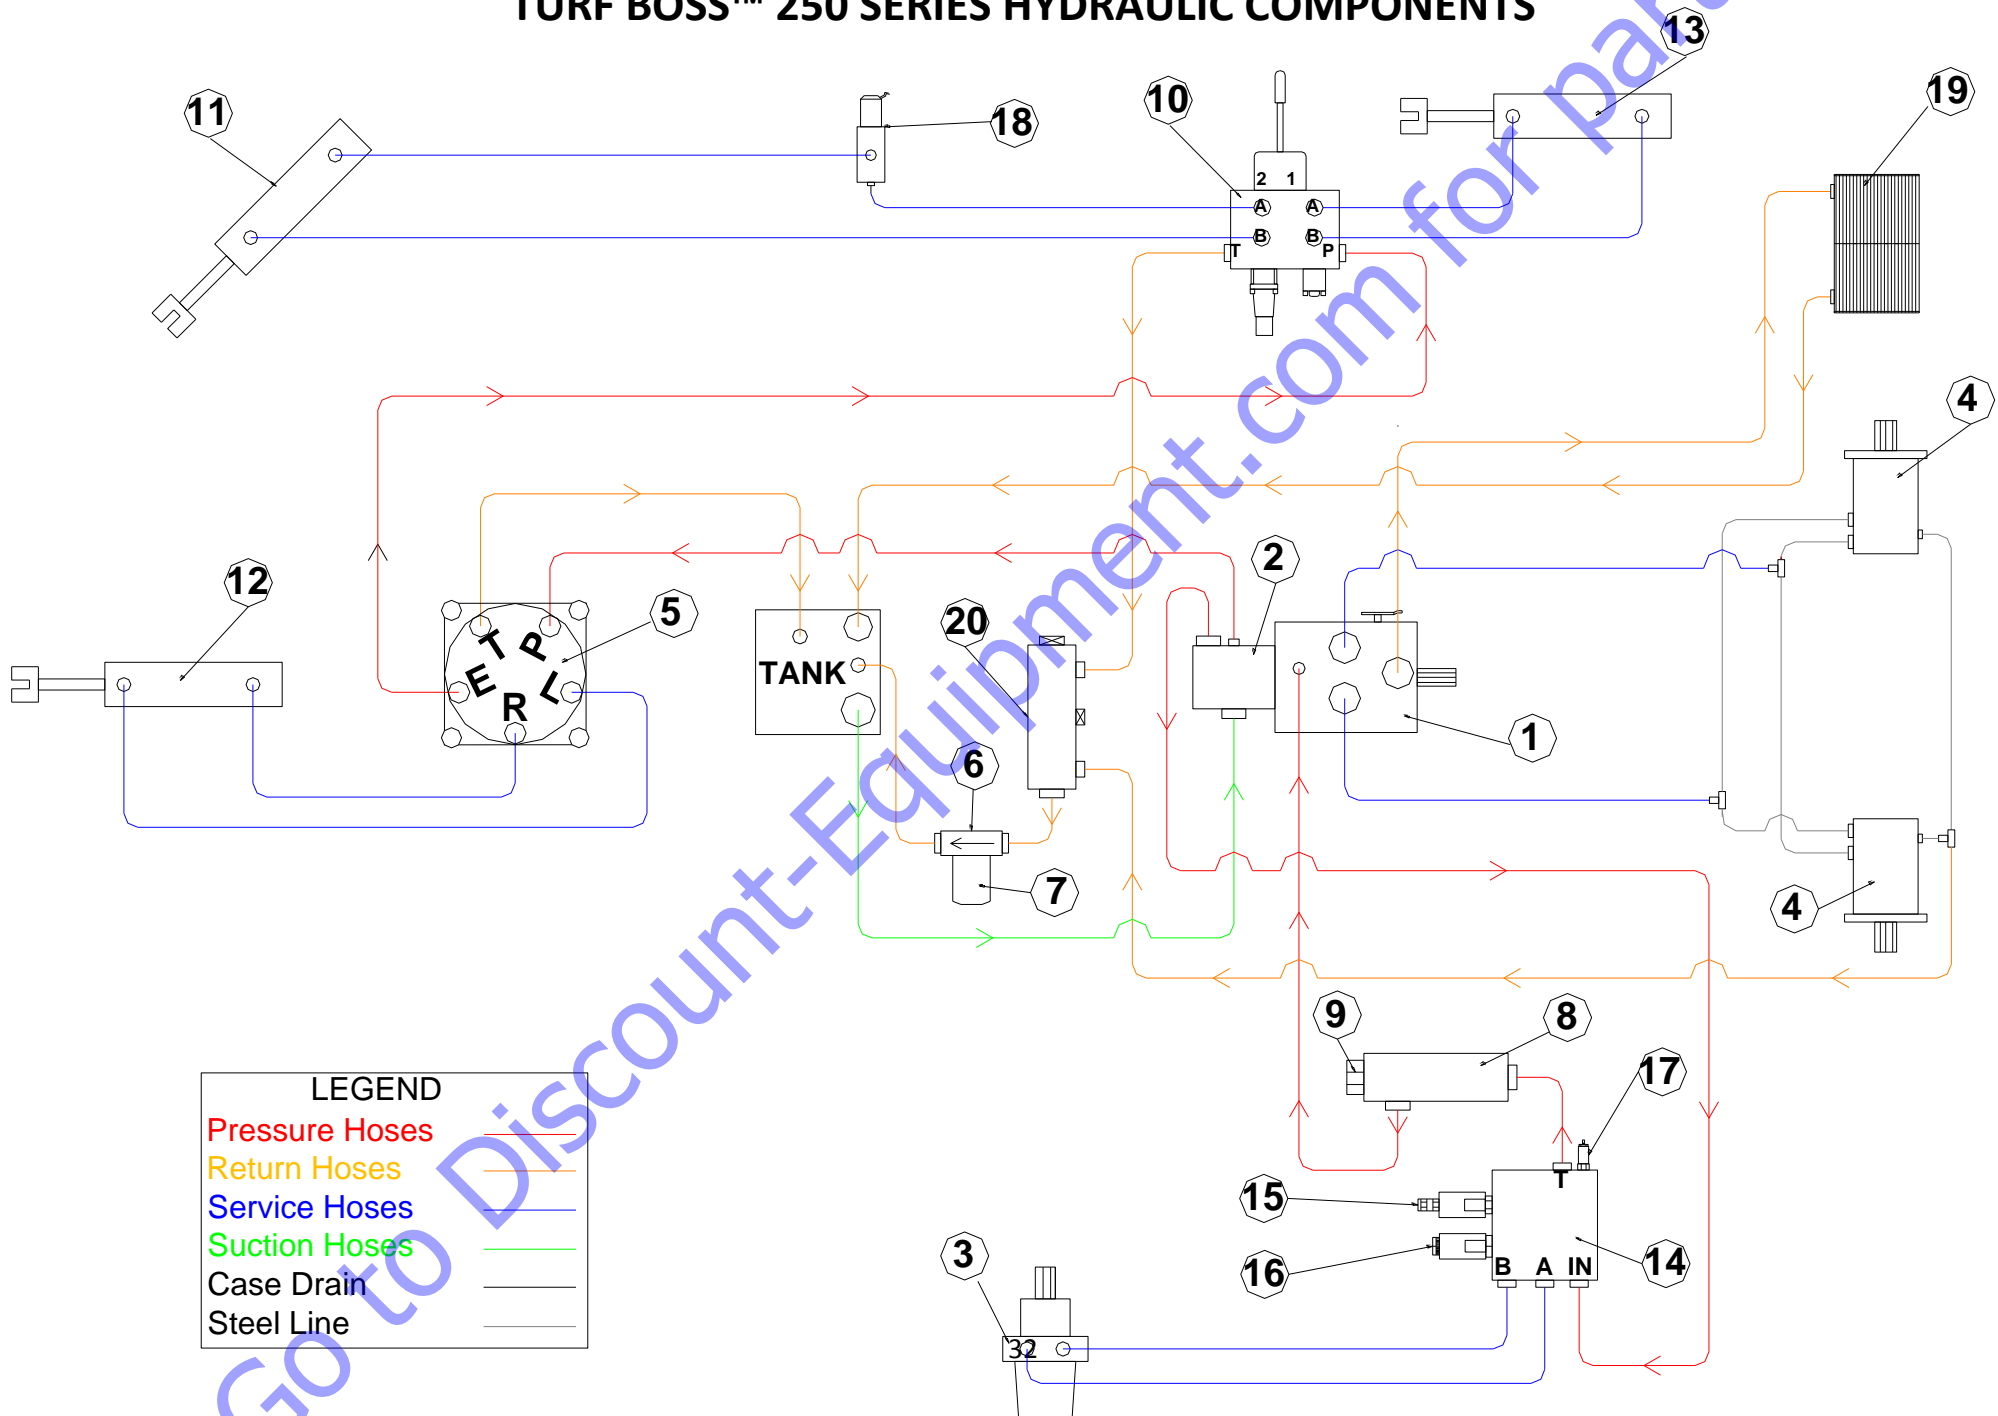 TURF BOSS™ 250 SERIES HYDRAULIC COMPONENTS
13
11
18
10
19
2 1
A A
B B
T P
4
2
12
5
20
T P
E L
R
TANK
1
6
7
4
9
8
17
LEGEND
Pressure Hoses
Return Hoses
Service Hoses
Suction Hoses
Case Drain
Steel Line
T
15
16
14
3
B A IN
32
Go to Discount-Equipment.com for par